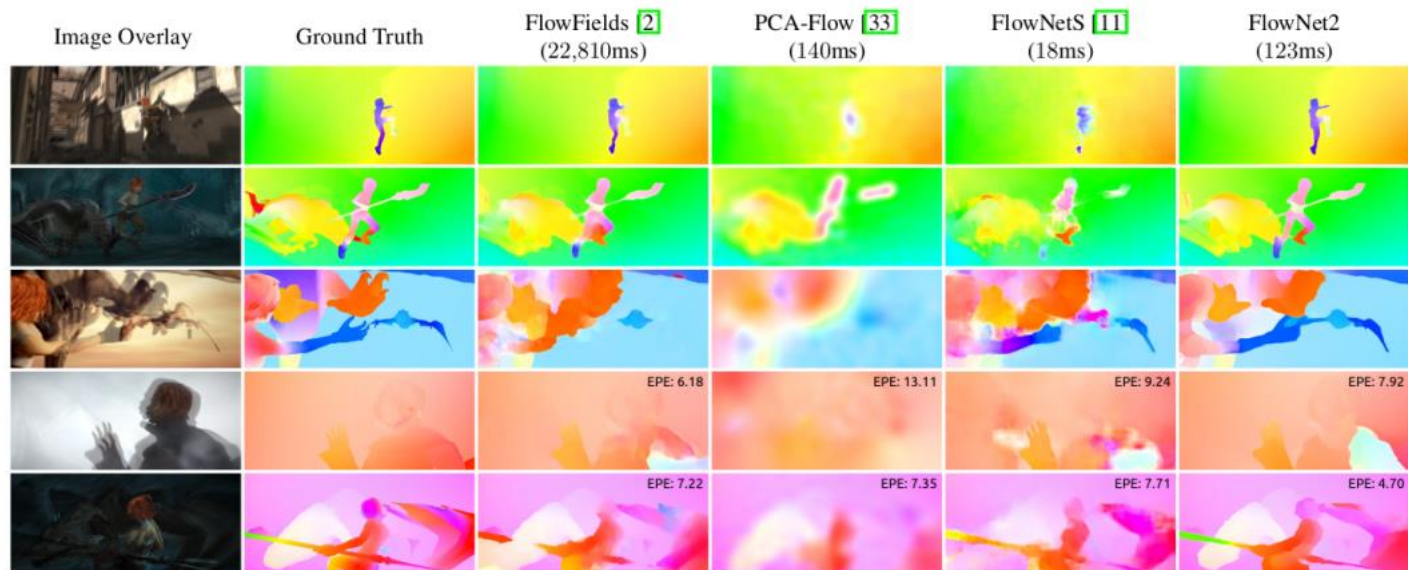 Image Overlay
Ground Truth
FlowFields [2]
(22,810ms)
PCA-Flow [33]
(140ms)
FlowNetS [11]
(18ms)
FlowNet2
(123ms)
EPE: 6.18
EPE: 13.11
EPE: 9.24
EPE: 7.92
EPE: 7.22
EPE: 7.35
EPE: 7.71
EPE: 4.70